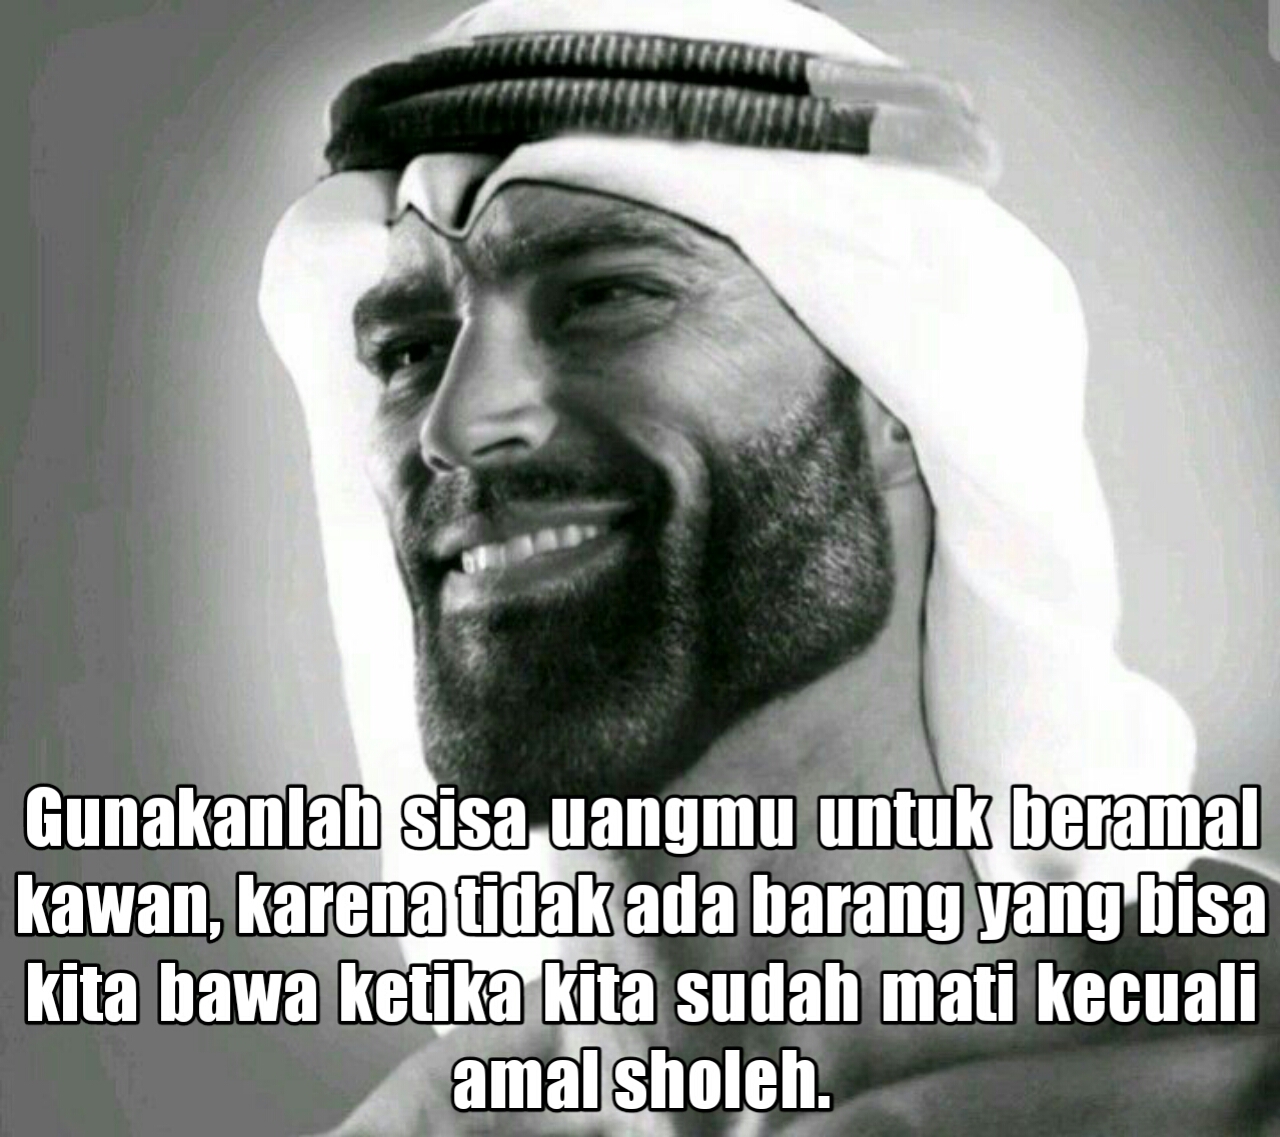 Gunakanlah sisa uangmu untuk beramal
kawan, karena tidak ada barang yang bisa
kita bawa ketika kita sudah mati kecuali
amal sholeh.